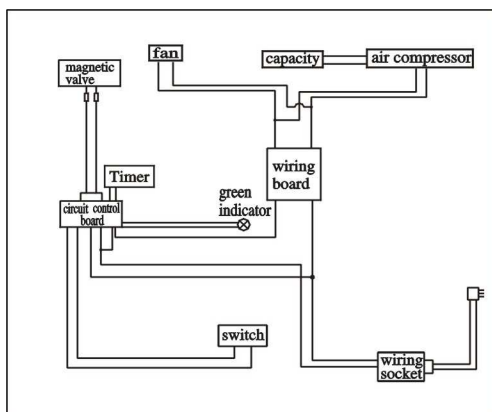 fan
capacity
air compressor
magnetic
valve
Timer
wiring
board
green
indicator
circuit control
board
switch
wiring
socket